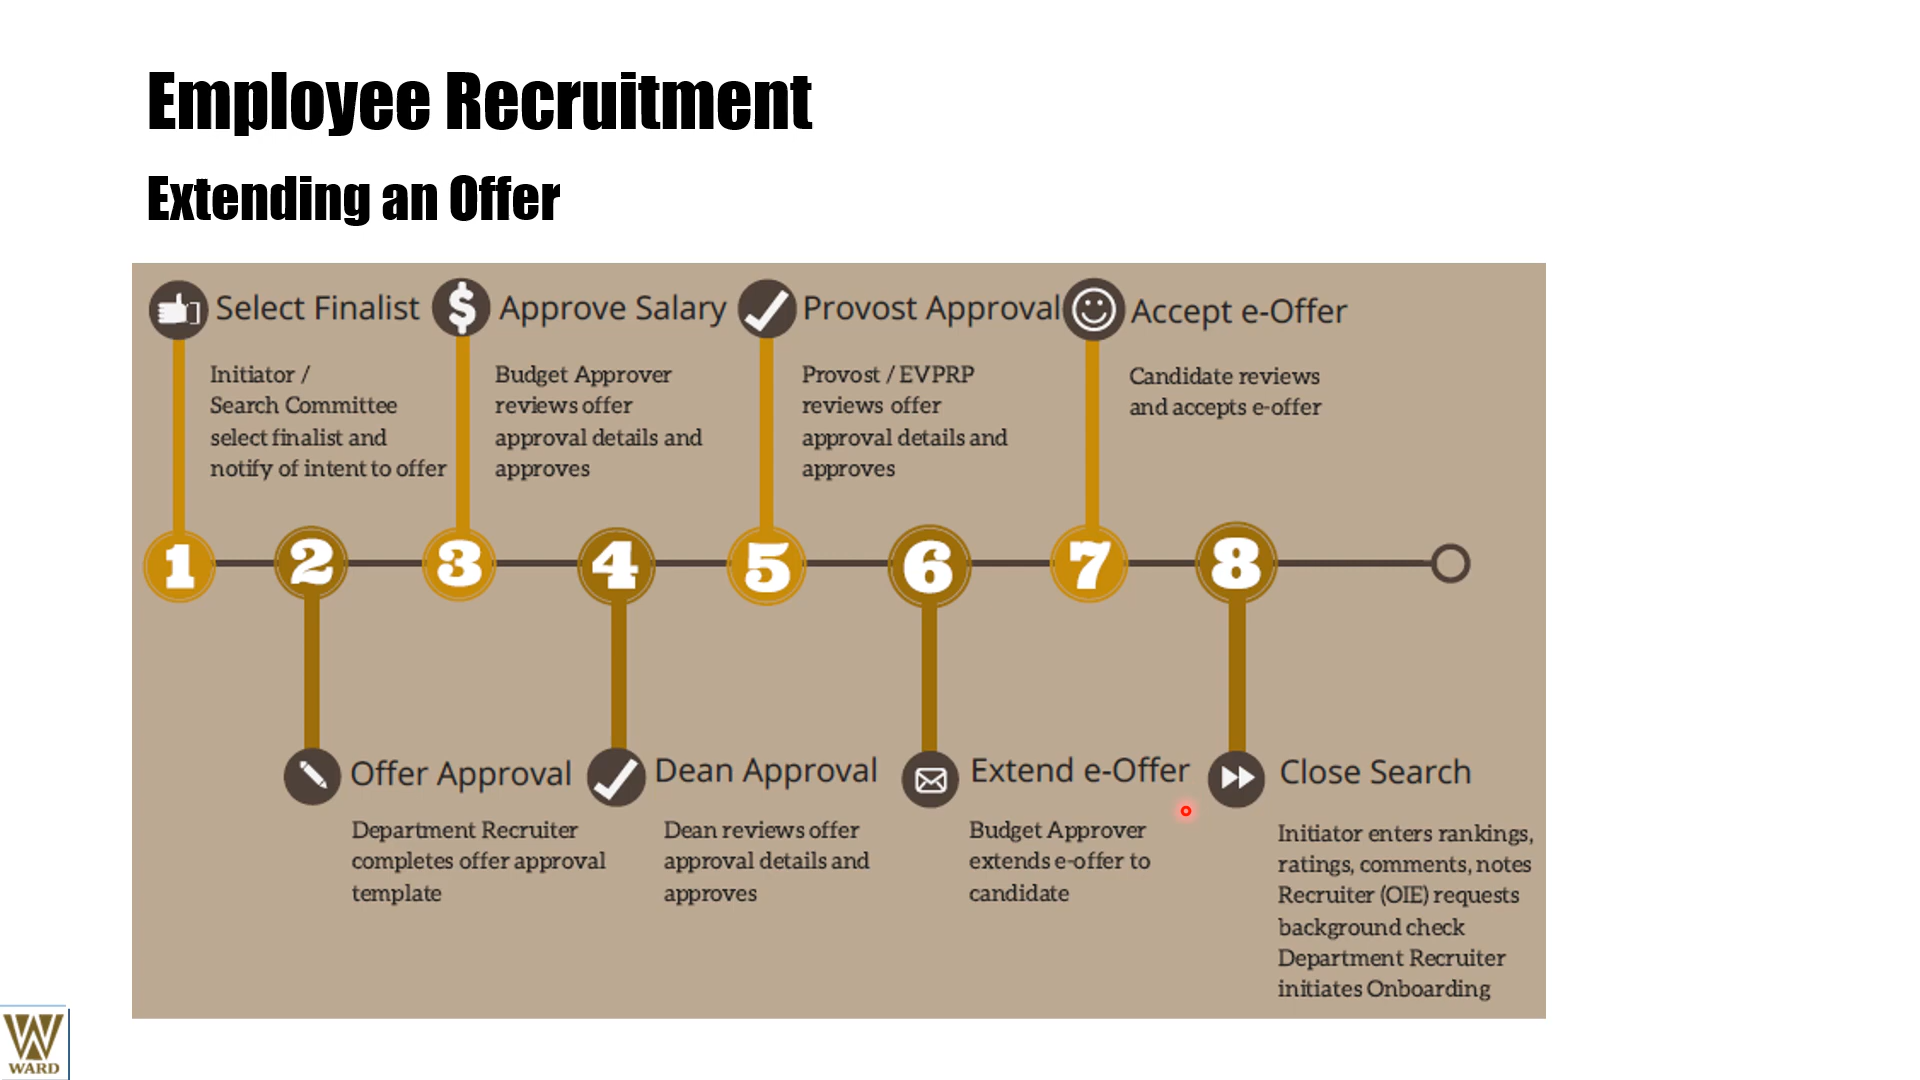 Employee Recruitment
Extending an Offer
Select Finalist
Initiator /
Search Committee
select finalist and
notify of intent to offer
Approve Salary
Budget Approver
reviews offer
approval details and
approves
Provost Approval
Provost / EVPRP
reviews offer
approval details and
approves
Accept e-Offer
Candidate reviews
and accepts e-offer
1
2
3
4
5
6
7
8
Offer Approval
Department Recruiter
completes offer approval
template
Dean Approval
Dean reviews offer
approval details and
approves
Extend e-Offer
Budget Approver
extends e-offer to
candidate
Close Search
Initiator enters rankings,
ratings, comments, notes
Recruiter (OIE) requests
background check
Department Recruiter
initiates Onboarding
W
WARD